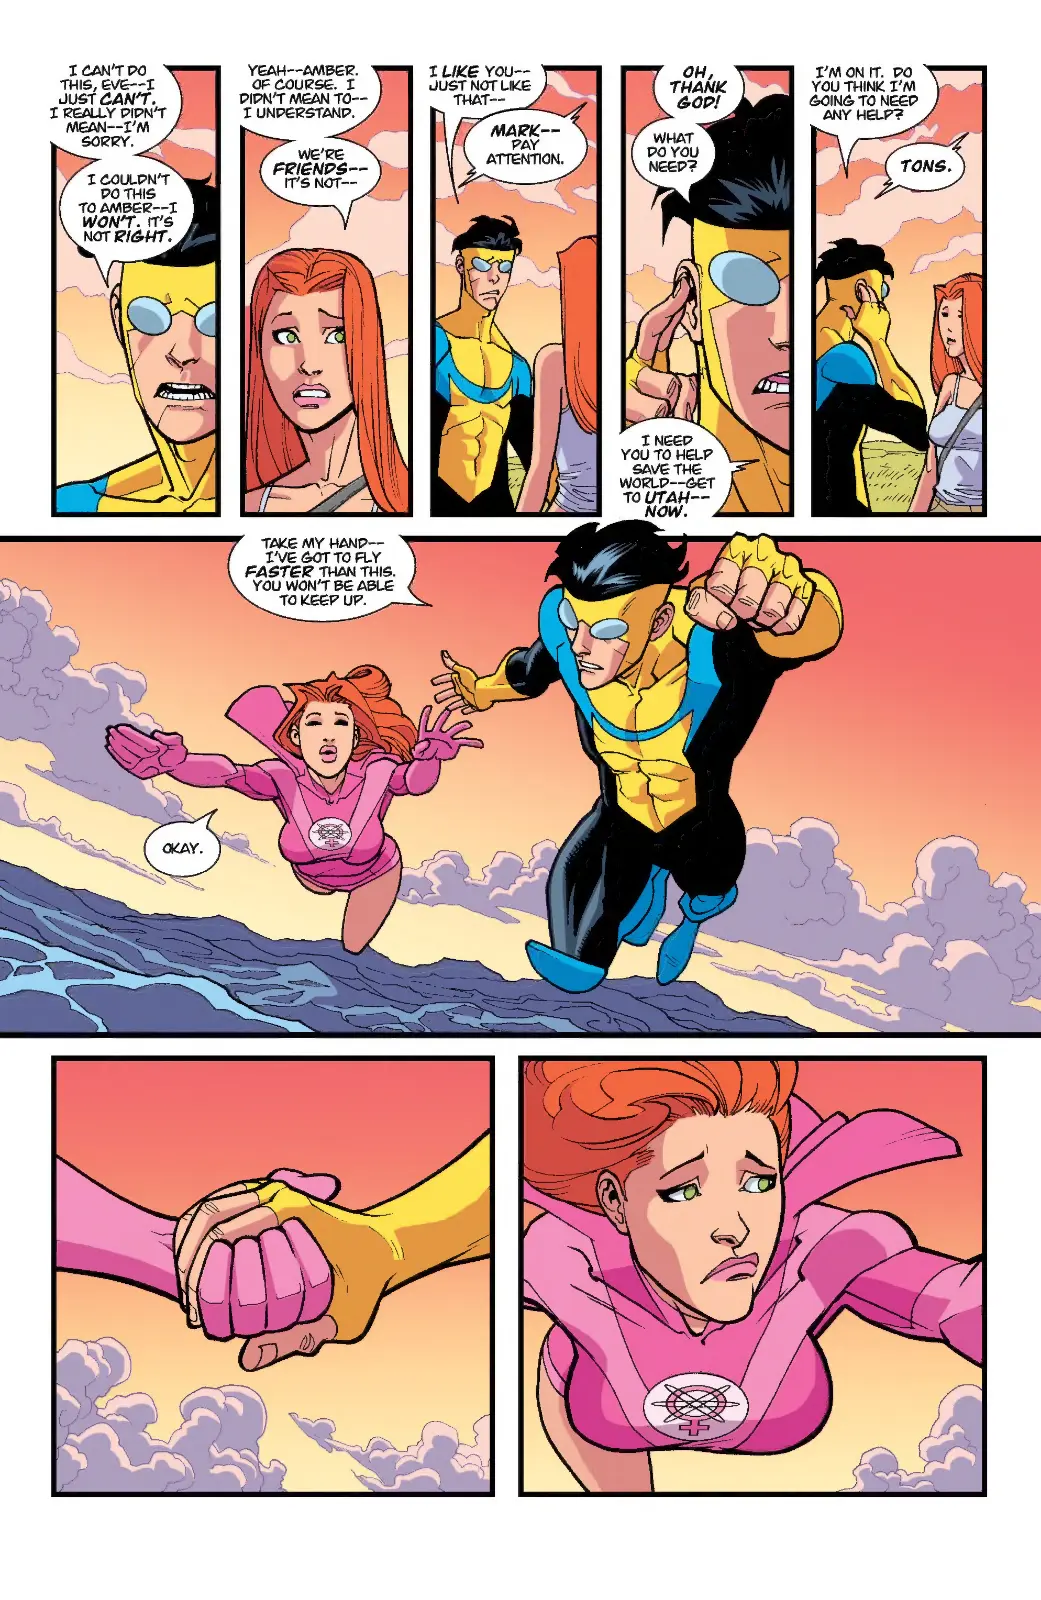 I CAN'T DO
THIS, EVE--I
JUST CAN'T.
I REALLY DIDN'T
MEAN--I'M
SORRY.
I COULDN'T
DO THIS
TO AMBER--I
WON'T. IT'S
NOT RIGHT.
YEAH--AMBER.
OF COURSE. I
DIDN'T MEAN TO--
I UNDERSTAND.
WE'RE
FRIENDS--
IT'S NOT--
I LIKE YOU--
JUST NOT LIKE
THAT--
MARK--
PAY
ATTENTION.
OH,
THANK
GOD!
WHAT
DO YOU
NEED?
I NEED
YOU TO HELP
SAVE THE
WORLD--GET
TO UTAH--
NOW.
I'M ON IT. DO
YOU THINK I'M
GOING TO NEED
ANY HELP?
TONS.
TAKE MY HAND--
I'VE GOT TO FLY
FASTER THAN THIS.
YOU WON'T BE ABLE
TO KEEP UP.
OKAY.